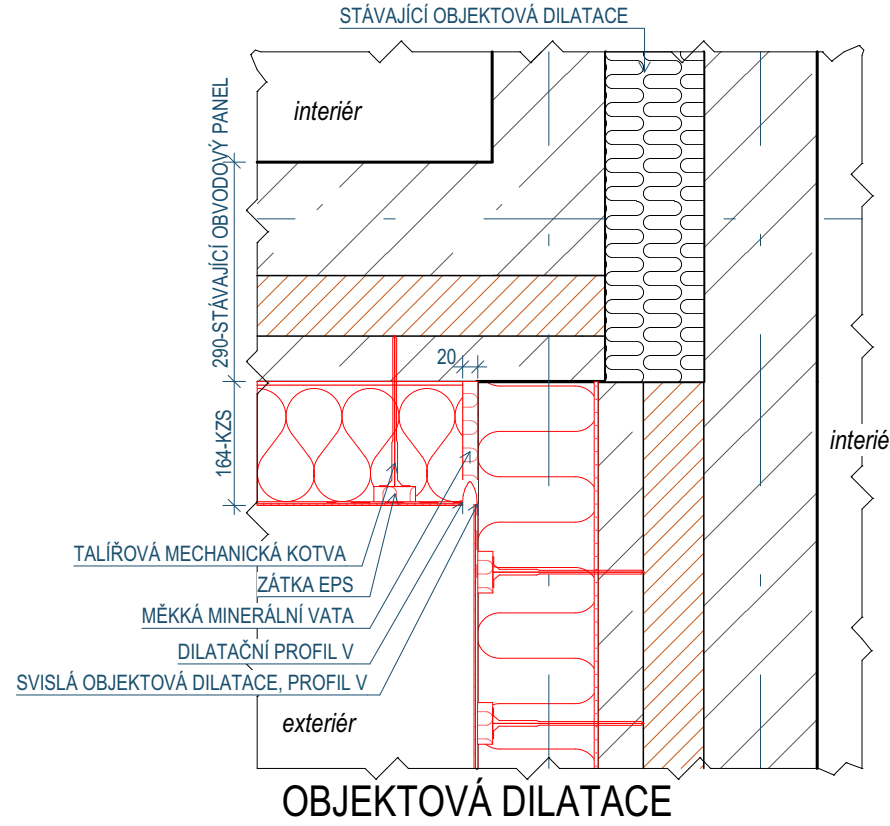 STÁVAJÍCÍ OBJEKTOVÁ DILATACE
interiér
290-STÁVAJÍCÍ OBVODOVÝ PANEL
20
164-KZS
interié
TALÍŘOVÁ MECHANICKÁ KOTVA
ZÁTKA EPS
MĚKKÁ MINERÁLNÍ VATA
DILATAČNÍ PROFIL V
SVISLÁ OBJEKTOVÁ DILATACE, PROFIL V
exteriér
OBJEKTOVÁ DILATACE